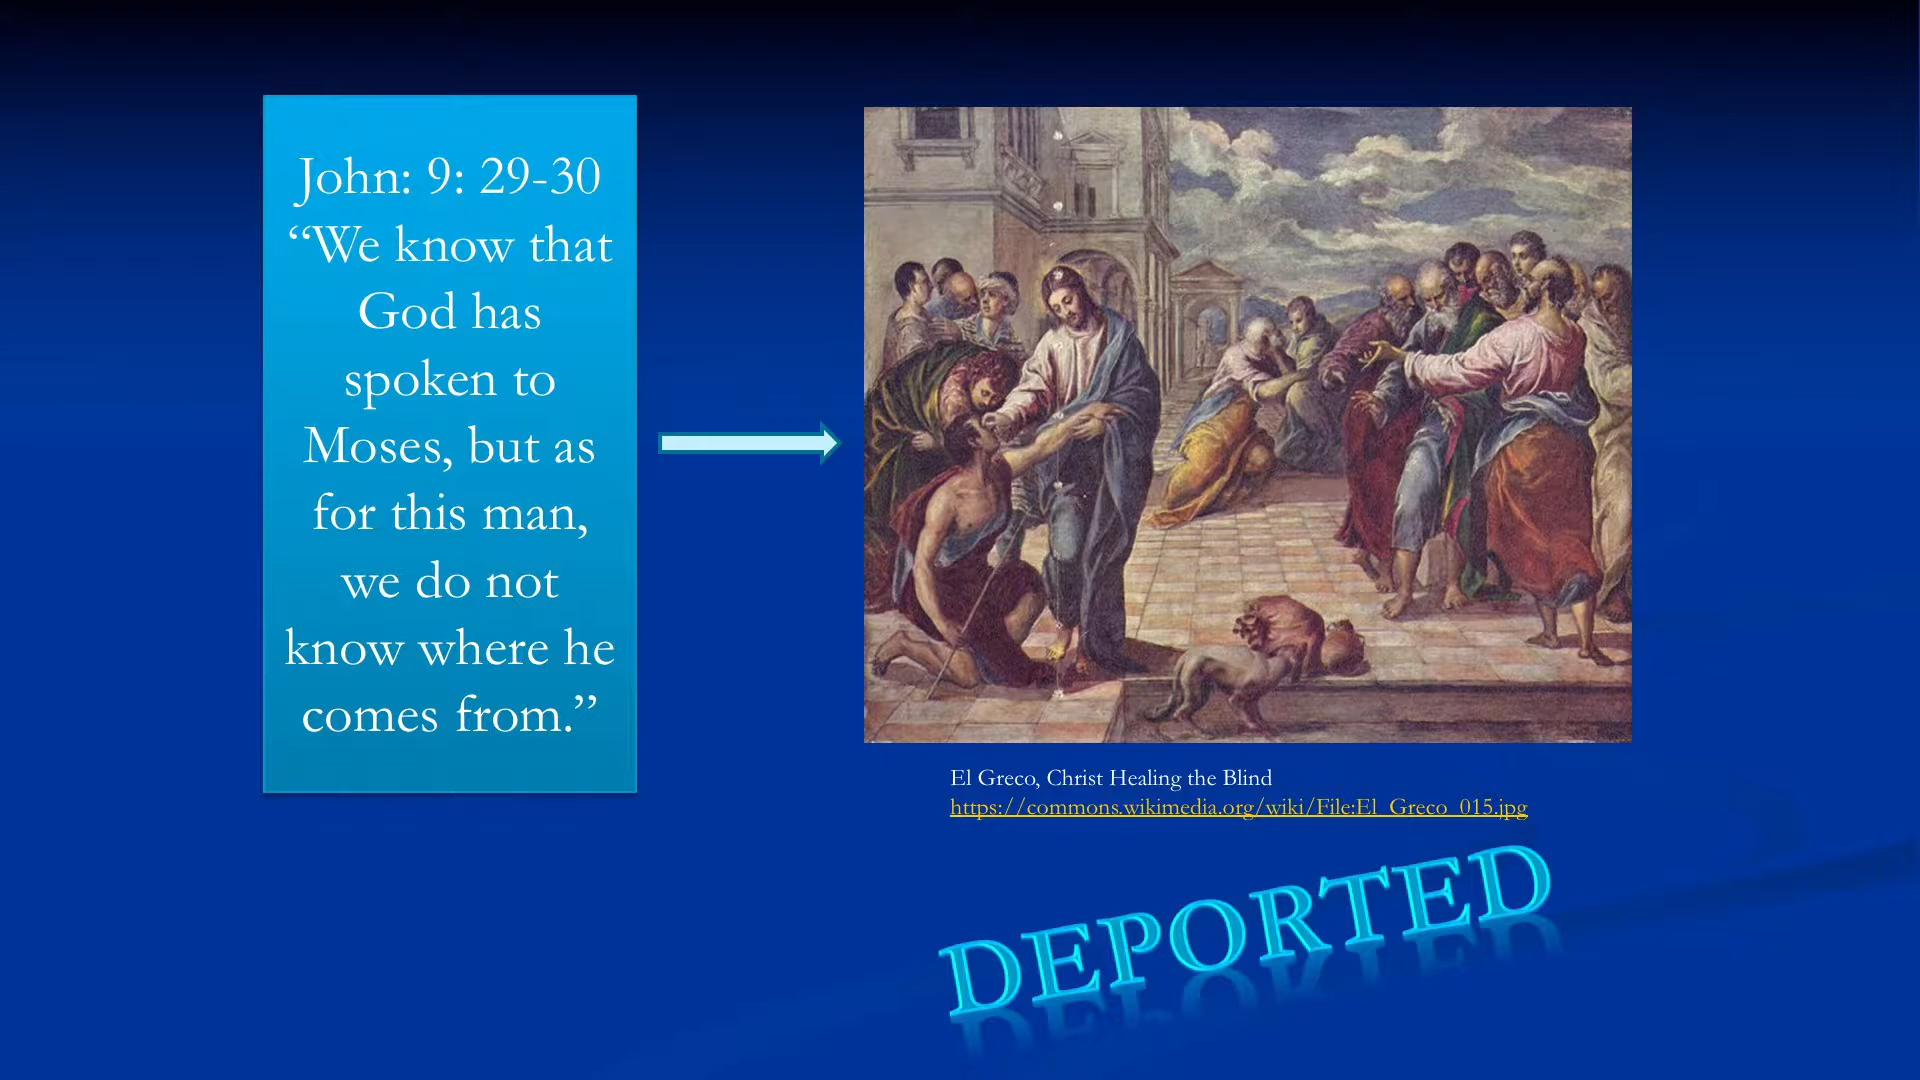 John: 9: 29-30
“We know that
God has
spoken to
Moses, but as
for this man,
we do not
know where he
comes from.”
El Greco, Christ Healing the Blind
https://commons.wikimedia.org/wiki/File:El_Greco_015.jpg
DEPORTED